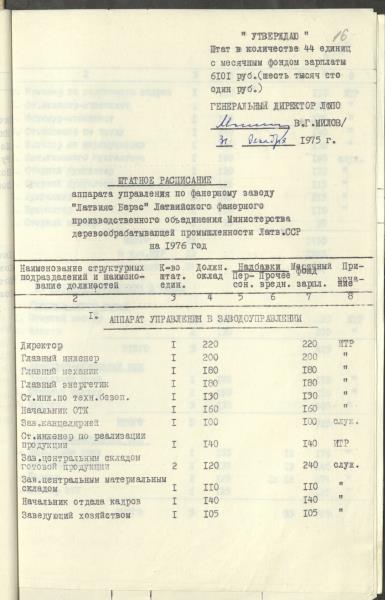 16
" УТВЕРЖДАЮ "
Штат в количестве 44 единиц
с месячным фондом зарплаты
6101 руб.(шесть тысяч сто
один руб.)
ГЕНЕРАЛЬНЫЙ ДИРЕКТОР ЛФПО
В.Г.МИЛОВ/
31 декабря 1975 г.
ШТАТНОЕ РАСПИСАНИЕ
аппарата управления по фанерному заводу
"Латвияс Берзс" Латвийского фанерного
производственного объединения Министерства
деревообрабатывающей промышленности Латв.ССР
на 1976 год
Наименование структурных К-во Должн. Надбавки Месячный При-
подразделений и наимено- штат. оклад Пер- Прочее фонд меча-
вание должностей един. сон. вредн. зарпл. ние
2 3 4 5 6 7 8
I. АППАРАТ УПРАВЛЕНИЯ В ЗАВОДОУПРАВЛЕНИИ
Директор I 220 220 ИТР
Главный инженер I 200 200 "
Главный механик I 180 180 "
Главный энергетик I 180 180 "
Ст.инж.по техн.безоп. I 130 130 "
Начальник ОТК I 160 160 "
Зав.канцелярией I 100 100 служ.
Ст.инженер по реализации
продукции I 140 140 ИТР
Зав.центральным складом
готовой продукции 2 120 240 служ.
Зав.центральным материальным
складом I 110 110 "
Начальник отдела кадров I 140 140 "
Заведующий хозяйством I 105 105 "